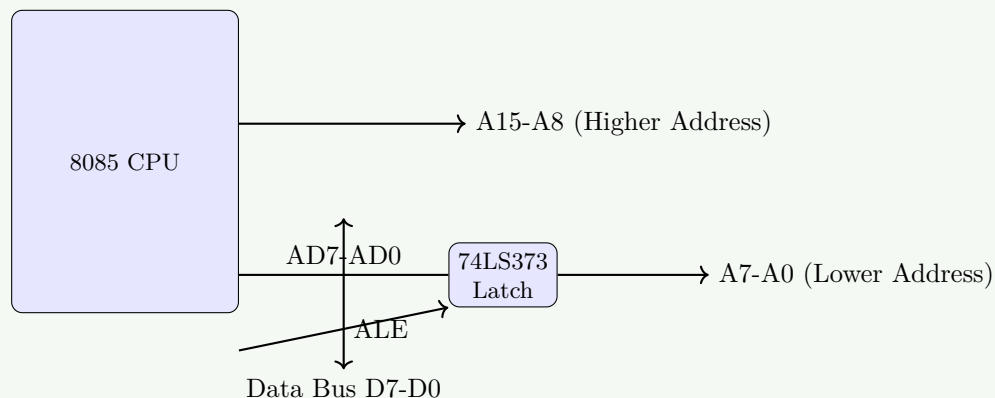 A15-A8 (Higher Address)
8085 CPU
AD7-AD0
74LS373
Latch
A7-A0 (Lower Address)
ALE
Data Bus D7-D0